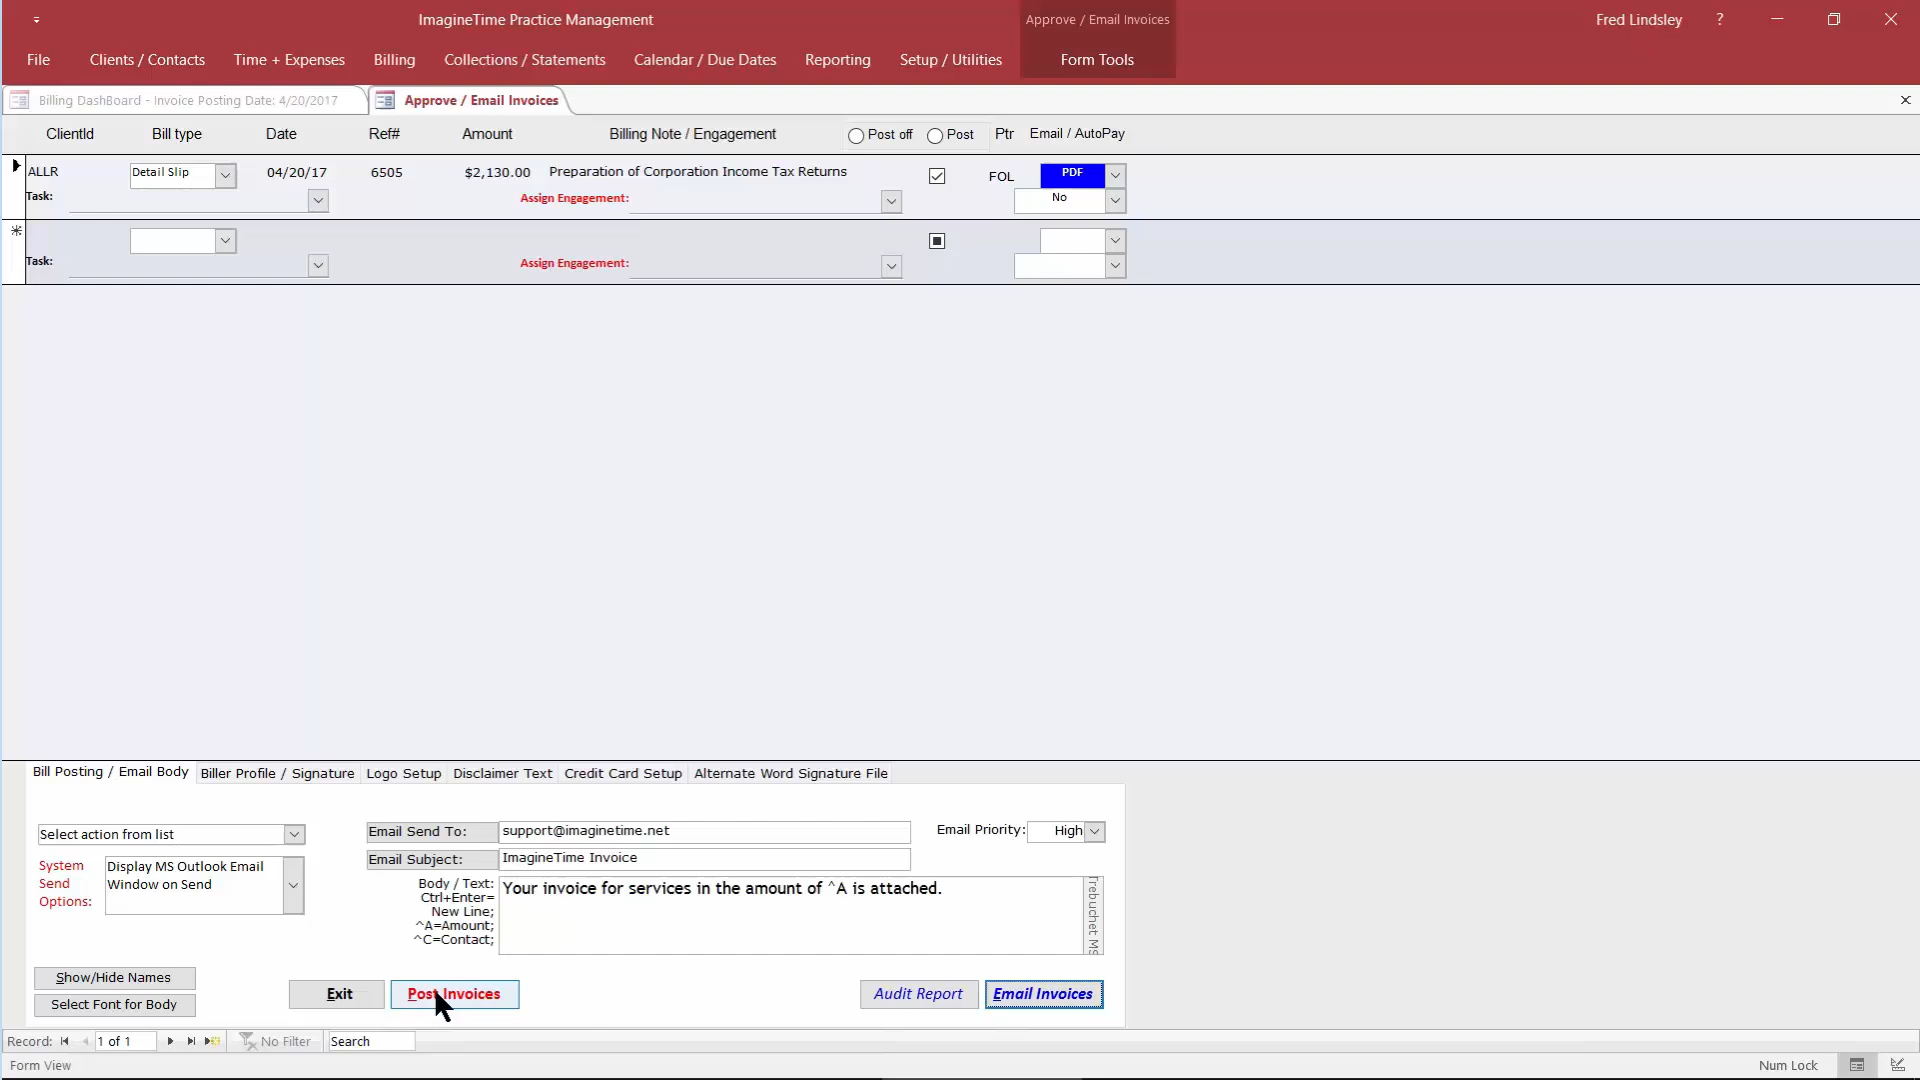 ImagineTime Practice Management
Approve / Email Invoices
Fred Lindsley
?
File
Clients / Contacts
Time + Expenses
Billing
Collections / Statements
Calendar / Due Dates
Reporting
Setup / Utilities
Form Tools
Billing DashBoard - Invoice Posting Date: 4/20/2017
Approve / Email Invoices
ClientId
Bill type
Date
Ref#
Amount
Billing Note / Engagement
Post off
Post
Ptr
Email / AutoPay
ALLR
Detail Slip
04/20/17
6505
$2,130.00
Preparation of Corporation Income Tax Returns
FOL
PDF
Task:
Assign Engagement:
No
Task:
Assign Engagement:
Bill Posting / Email Body
Biller Profile / Signature
Logo Setup
Disclaimer Text
Credit Card Setup
Alternate Word Signature File
Select action from list
Email Send To:
support@imaginetime.net
Email Priority:
High
System
Send
Options:
Display MS Outlook Email
Window on Send
Email Subject:
ImagineTime Invoice
Body / Text:
Ctrl+Enter=
New Line;
^A=Amount;
^C=Contact;
Your invoice for services in the amount of ^A is attached.
Trebuchet MS
Show/Hide Names
Select Font for Body
Exit
Post Invoices
Audit Report
Email Invoices
Record:
1 of 1
No Filter
Search
Form View
Num Lock